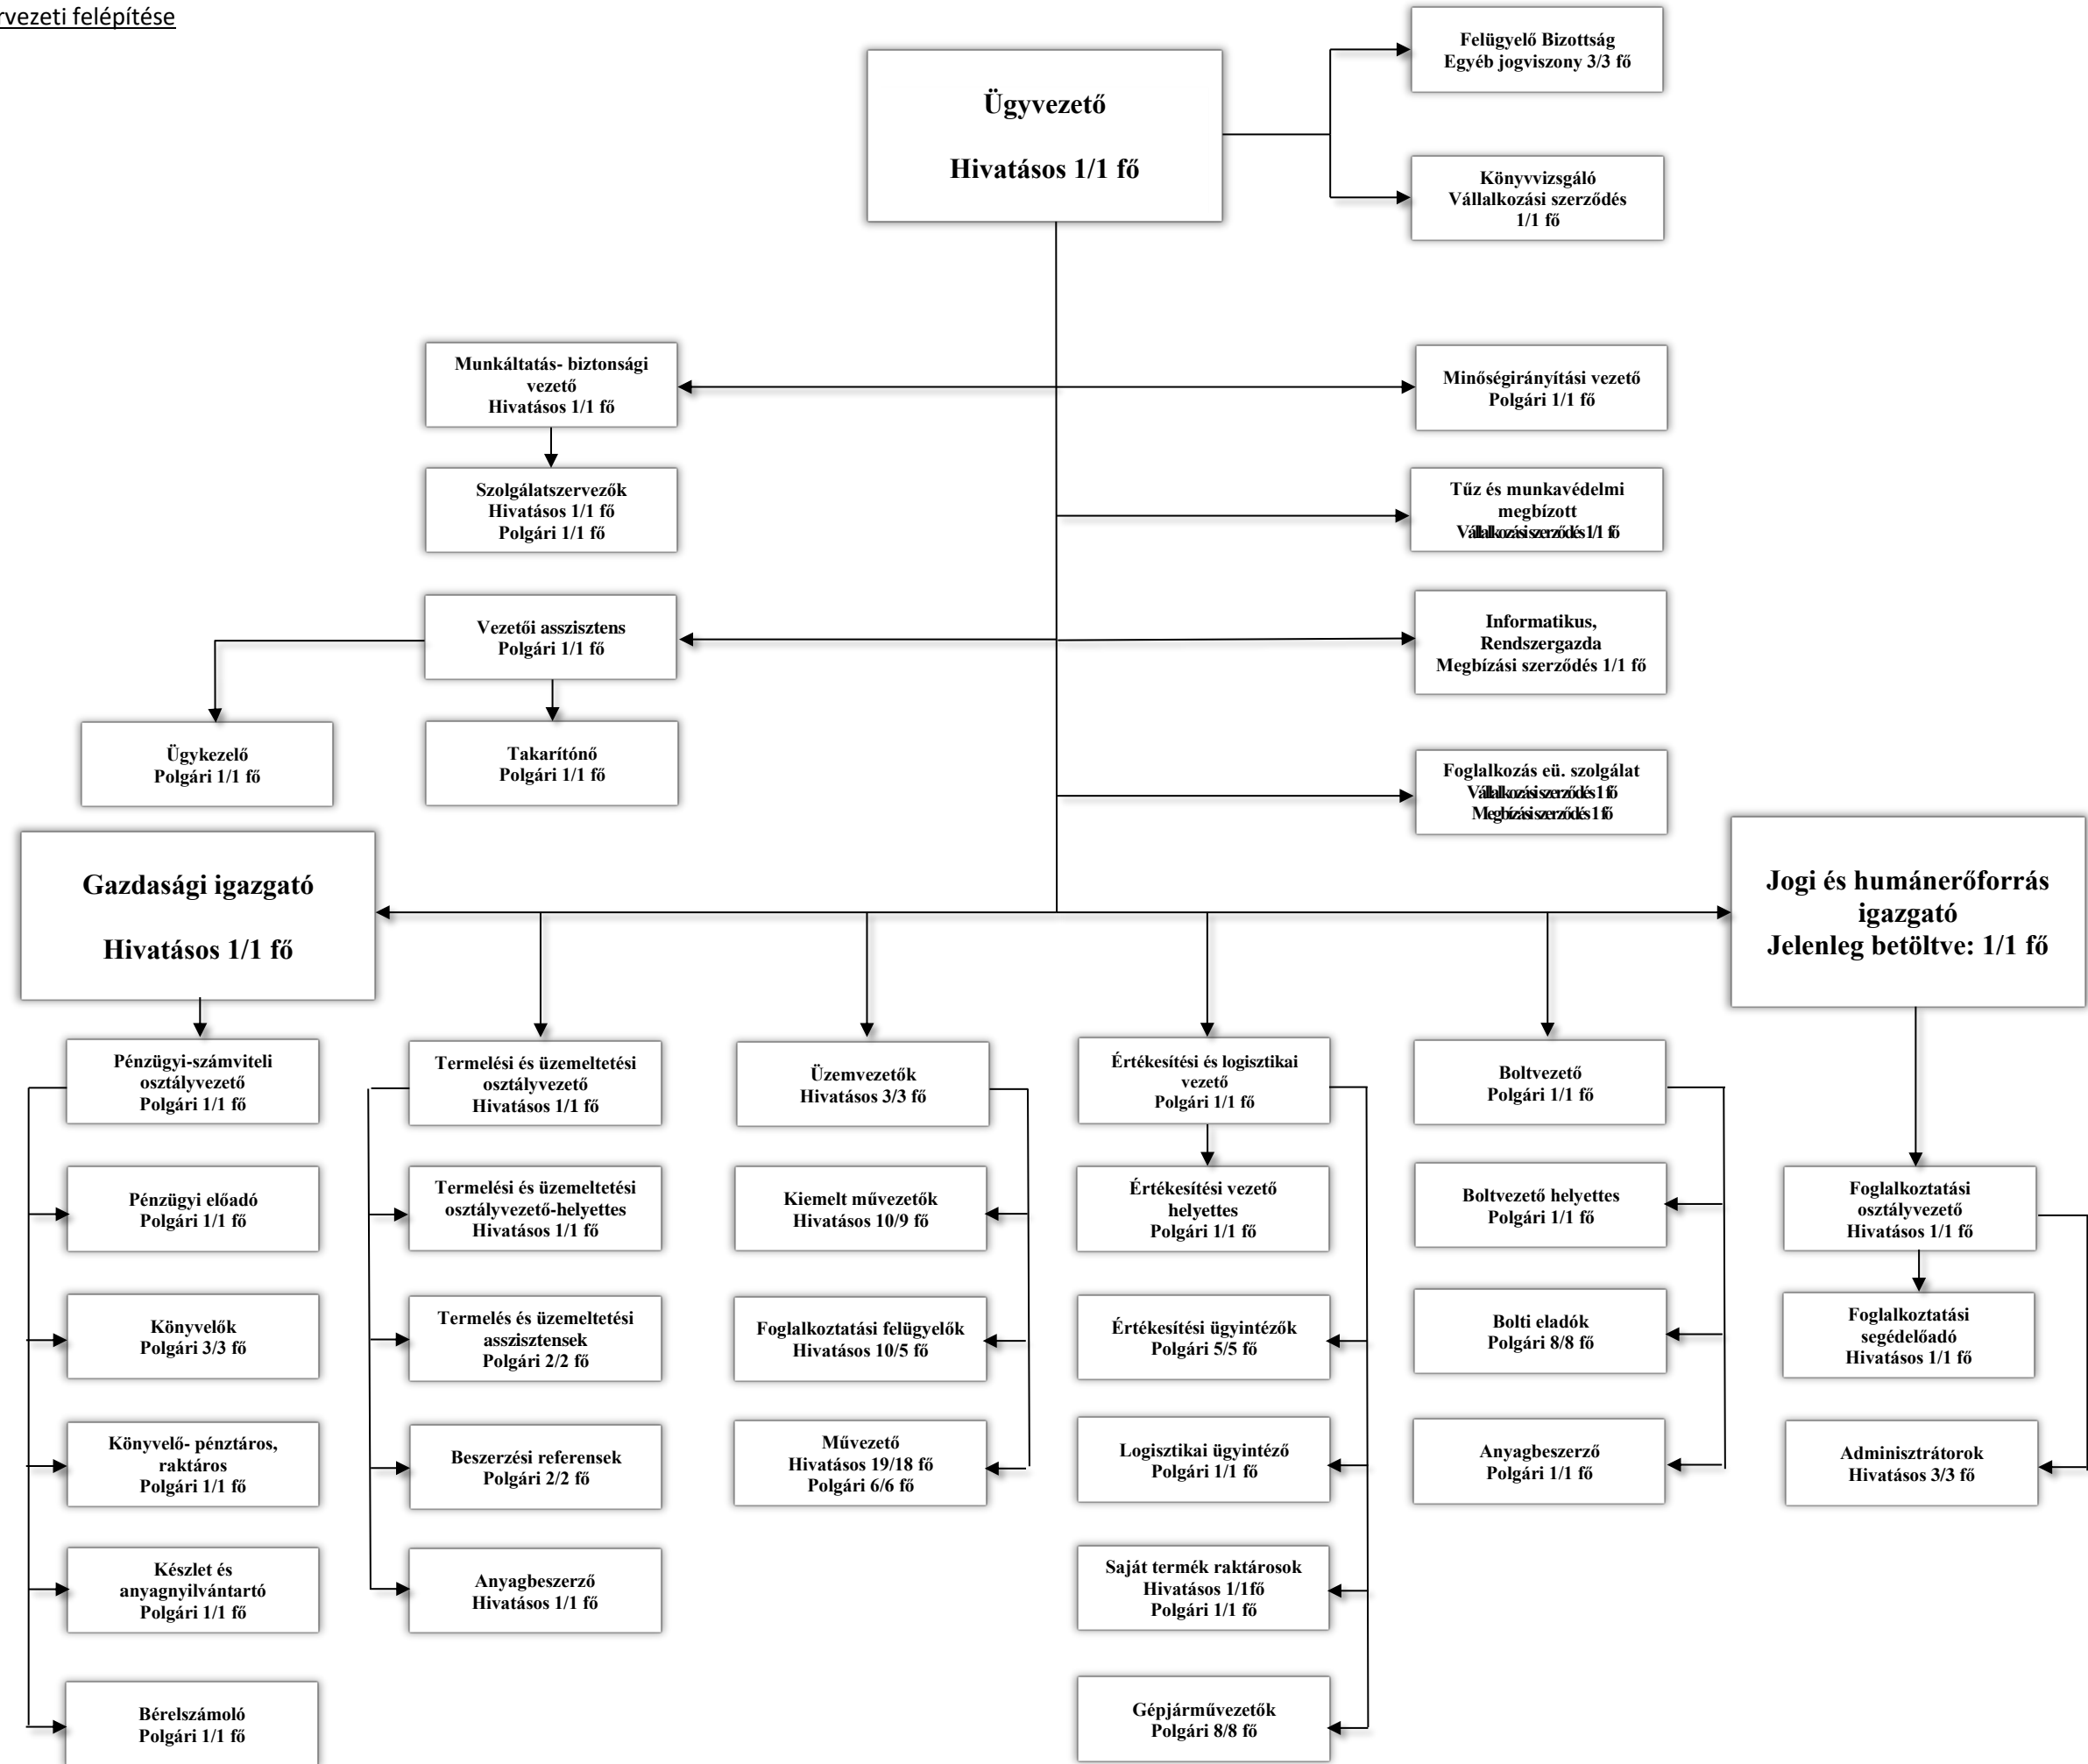 rvezeti felépítése
Ügyvezető
Hivatásos 1/1 fő
Felügyelő Bizottság
Egyéb jogviszony 3/3 fő
Könyvvizsgáló
Vállalkozási szerződés
1/1 fő
Munkáltatás- biztonsági
vezető
Hivatásos 1/1 fő
Minőségirányítási vezető
Polgári 1/1 fő
Szolgálatszervezők
Hivatásos 1/1 fő
Polgári 1/1 fő
Tűz és munkavédelmi
megbízott
Vállalkozási szerződés 1/1 fő
Vezetői asszisztens
Polgári 1/1 fő
Informatikus,
Rendszergazda
Megbízási szerződés 1/1 fő
Ügykezelő
Polgári 1/1 fő
Takarítónő
Polgári 1/1 fő
Foglalkozás eü. szolgálat
Vállalkozási szerződés 1 fő
Megbízási szerződés 1 fő
Gazdasági igazgató
Hivatásos 1/1 fő
Jogi és humánerőforrás
igazgató
Jelenleg betöltve: 1/1 fő
Pénzügyi-számviteli
osztályvezető
Polgári 1/1 fő
Pénzügyi előadó
Polgári 1/1 fő
Könyvelők
Polgári 3/3 fő
Könyvelő- pénztáros,
raktáros
Polgári 1/1 fő
Készlet és
anyagnyilvántartó
Polgári 1/1 fő
Bérelszámoló
Polgári 1/1 fő
Termelési és üzemeltetési
osztályvezető
Hivatásos 1/1 fő
Termelési és üzemeltetési
osztályvezető-helyettes
Hivatásos 1/1 fő
Termelés és üzemeltetési
asszisztensek
Polgári 2/2 fő
Beszerzési referensek
Polgári 2/2 fő
Anyagbeszerző
Hivatásos 1/1 fő
Üzemvezetők
Hivatásos 3/3 fő
Kiemelt művezetők
Hivatásos 10/9 fő
Foglalkoztatási felügyelők
Hivatásos 10/5 fő
Művezető
Hivatásos 19/18 fő
Polgári 6/6 fő
Értékesítési és logisztikai
vezető
Polgári 1/1 fő
Értékesítési vezető
helyettes
Polgári 1/1 fő
Értékesítési ügyintézők
Polgári 5/5 fő
Logisztikai ügyintéző
Polgári 1/1 fő
Saját termék raktárosok
Hivatásos 1/1fő
Polgári 1/1 fő
Gépjárművezetők
Polgári 8/8 fő
Boltvezető
Polgári 1/1 fő
Boltvezető helyettes
Polgári 1/1 fő
Bolti eladók
Polgári 8/8 fő
Anyagbeszerző
Polgári 1/1 fő
Foglalkoztatási
osztályvezető
Hivatásos 1/1 fő
Foglalkoztatási
segédelőadó
Hivatásos 1/1 fő
Adminisztrátorok
Hivatásos 3/3 fő